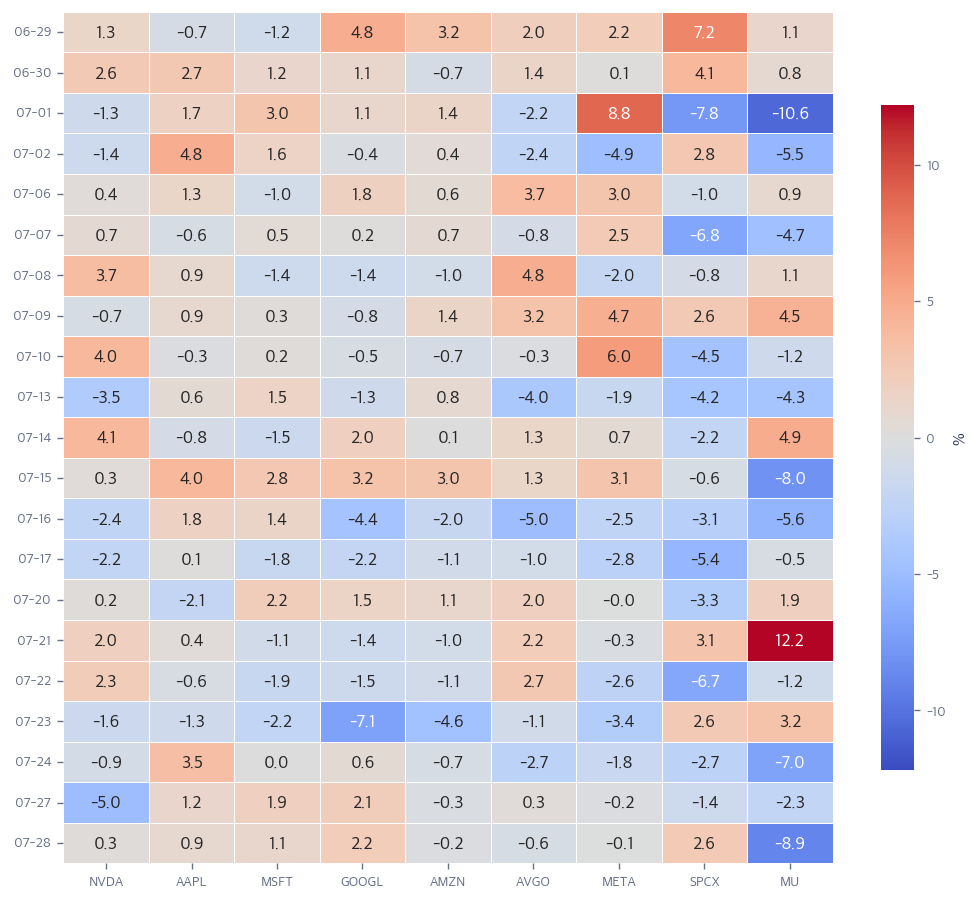 06-29 1.3 -0.7 -1.2 4.8 3.2 2.0 2.2 7.2 1.1
06-30 2.6 2.7 1.2 1.1 -0.7 1.4 0.1 4.1 0.8
07-01 -1.3 1.7 3.0 1.1 1.4 -2.2 8.8 -7.8 -10.6
07-02 -1.4 4.8 1.6 -0.4 0.4 -2.4 -4.9 2.8 -5.5
07-06 0.4 1.3 -1.0 1.8 0.6 3.7 3.0 -1.0 0.9
07-07 0.7 -0.6 0.5 0.2 0.7 -0.8 2.5 -6.8 -4.7
07-08 3.7 0.9 -1.4 -1.4 -1.0 4.8 -2.0 -0.8 1.1
07-09 -0.7 0.9 0.3 -0.8 1.4 3.2 4.7 2.6 4.5
07-10 4.0 -0.3 0.2 -0.5 -0.7 -0.3 6.0 -4.5 -1.2
07-13 -3.5 0.6 1.5 -1.3 0.8 -4.0 -1.9 -4.2 -4.3
07-14 4.1 -0.8 -1.5 2.0 0.1 1.3 0.7 -2.2 4.9
07-15 0.3 4.0 2.8 3.2 3.0 1.3 3.1 -0.6 -8.0
07-16 -2.4 1.8 1.4 -4.4 -2.0 -5.0 -2.5 -3.1 -5.6
07-17 -2.2 0.1 -1.8 -2.2 -1.1 -1.0 -2.8 -5.4 -0.5
07-20 0.2 -2.1 2.2 1.5 1.1 2.0 -0.0 -3.3 1.9
07-21 2.0 0.4 -1.1 -1.4 -1.0 2.2 -0.3 3.1 12.2
07-22 2.3 -0.6 -1.9 -1.5 -1.1 2.7 -2.6 -6.7 -1.2
07-23 -1.6 -1.3 -2.2 -7.1 -4.6 -1.1 -3.4 2.6 3.2
07-24 -0.9 3.5 0.0 0.6 -0.7 -2.7 -1.8 -2.7 -7.0
07-27 -5.0 1.2 1.9 2.1 -0.3 0.3 -0.2 -1.4 -2.3
07-28 0.3 0.9 1.1 2.2 -0.2 -0.6 -0.1 2.6 -8.9
NVDA AAPL MSFT GOOGL AMZN AVGO META SPCX MU
10
5
0
-5
-10
%